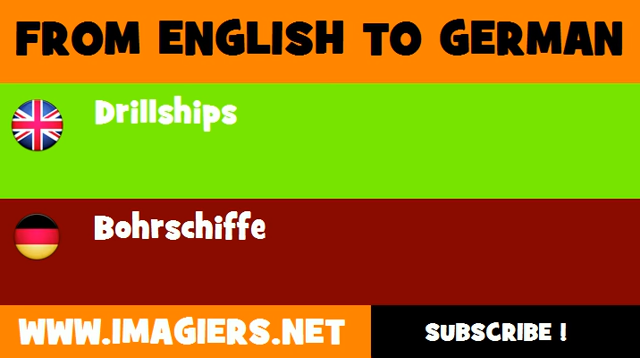 FROM ENGLISH TO GERMAN
Drillships
Bohrschiffe
WWW.IMAGIERS.NET
SUBSCRIBE !